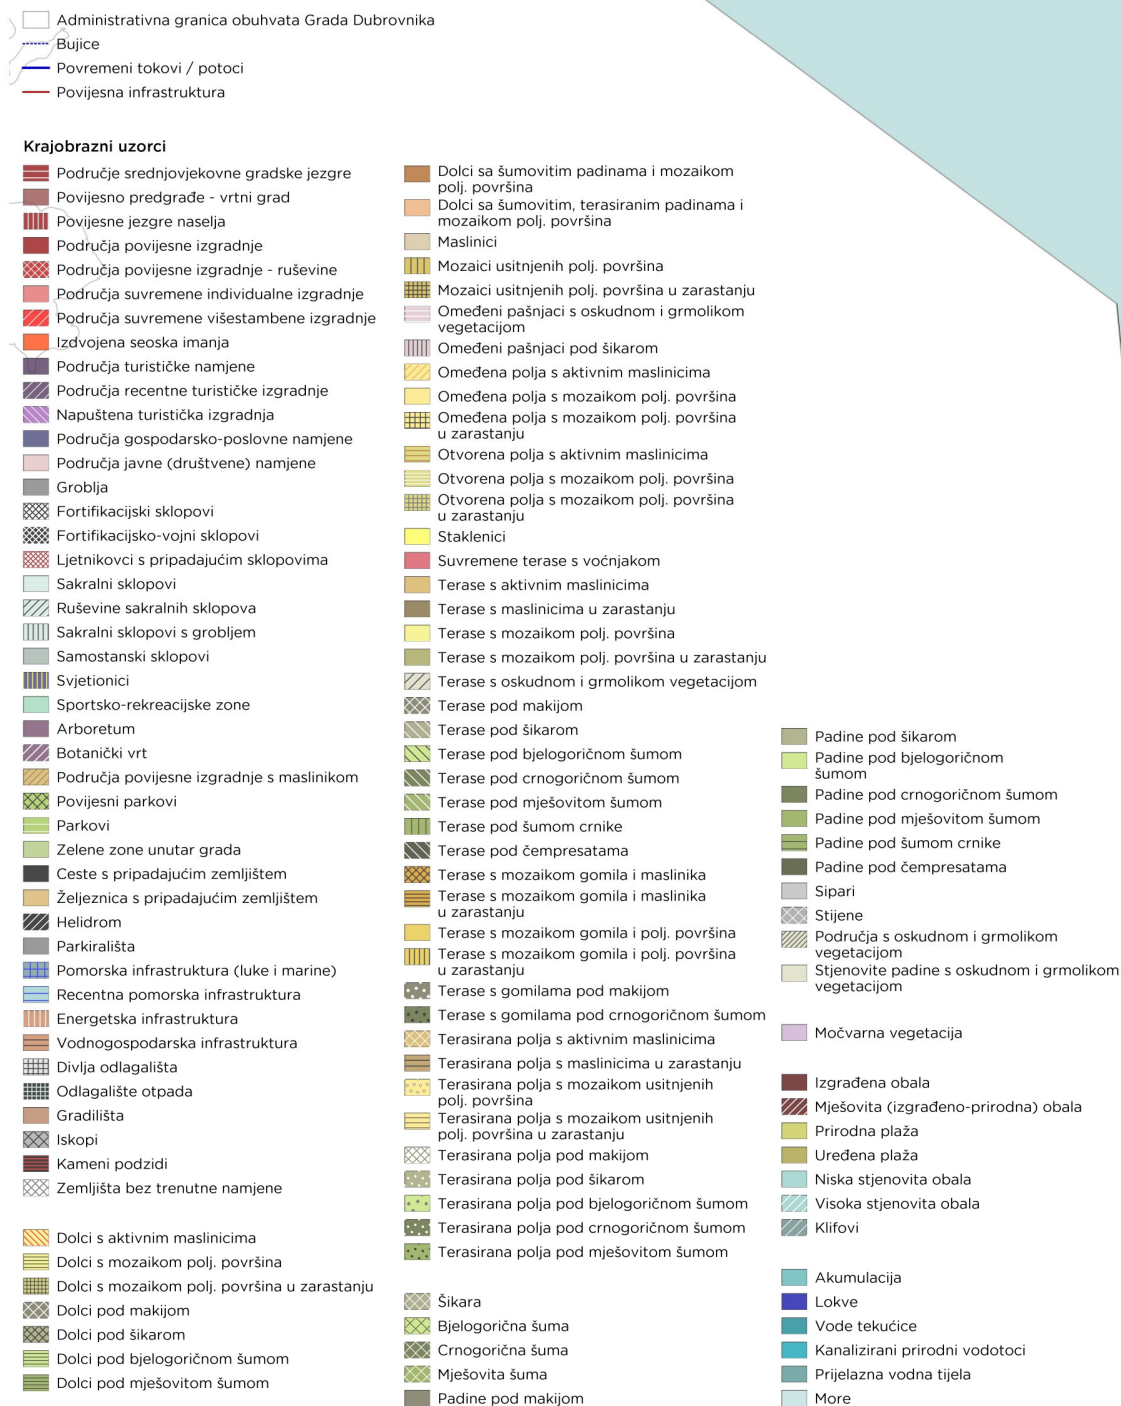 Administrativna granica obuhvata Grada Dubrovnika
Bujice
Povremeni tokovi / potoci
Povijesna infrastruktura
Krajobrazni uzorci
Područje srednjovjekovne gradske jezgre
Povijesno predgrađe - vrtni grad
Povijesne jezgre naselja
Područja povijesne izgradnje
Područja povijesne izgradnje - ruševine
Područja suvremene individualne izgradnje
Područja suvremene višestambene izgradnje
Izdvojena seoska imanja
Područja turističke namjene
Područja recentne turističke izgradnje
Napuštena turistička izgradnja
Područja gospodarsko-poslovne namjene
Područja javne (društvene) namjene
Groblja
Fortifikacijski sklopovi
Fortifikacijsko-vojni sklopovi
Ljetnikovci s pripadajućim sklopovima
Sakralni sklopovi
Ruševine sakralnih sklopova
Sakralni sklopovi s grobljem
Samostanski sklopovi
Svjetionici
Sportsko-rekreacijske zone
Arboretum
Botanički vrt
Područja povijesne izgradnje s maslinikom
Povijesni parkovi
Parkovi
Zelene zone unutar grada
Ceste s pripadajućim zemljištem
Željeznica s pripadajućim zemljištem
Helidrom
Parkirališta
Pomorska infrastruktura (luke i marine)
Recentna pomorska infrastruktura
Energetska infrastruktura
Vodnogospodarska infrastruktura
Divlja odlagališta
Odlagalište otpada
Gradilišta
Iskopi
Kameni podzidi
Zemljišta bez trenutne namjene
Dolci s aktivnim maslinicima
Dolci s mozaikom polj. površina
Dolci s mozaikom polj. površina u zarastanju
Dolci pod makijom
Dolci pod šikarom
Dolci pod bjelogoričnom šumom
Dolci pod mješovitom šumom
Dolci sa šumovitim padinama i mozaikom
polj. površina
Dolci sa šumovitim, terasiranim padinama i
mozaikom polj. površina
Maslinici
Mozaici usitnjenih polj. površina
Mozaici usitnjenih polj. površina u zarastanju
Omeđeni pašnjaci s oskudnom i grmolikom
vegetacijom
Omeđeni pašnjaci pod šikarom
Omeđena polja s aktivnim maslinicima
Omeđena polja s mozaikom polj. površina
Omeđena polja s mozaikom polj. površina
u zarastanju
Otvorena polja s aktivnim maslinicima
Otvorena polja s mozaikom polj. površina
Otvorena polja s mozaikom polj. površina
u zarastanju
Staklenici
Suvremene terase s voćnjakom
Terase s aktivnim maslinicima
Terase s maslinicima u zarastanju
Terase s mozaikom polj. površina
Terase s mozaikom polj. površina u zarastanju
Terase s oskudnom i grmolikom vegetacijom
Terase pod makijom
Terase pod šikarom
Terase pod bjelogoričnom šumom
Terase pod crnogoričnom šumom
Terase pod mješovitom šumom
Terase pod šumom crnike
Terase pod čempresatama
Terase s mozaikom gomila i maslinika
Terase s mozaikom gomila i maslinika
u zarastanju
Terase s mozaikom gomila i polj. površina
Terase s mozaikom gomila i polj. površina
u zarastanju
Terase s gomilama pod makijom
Terase s gomilama pod crnogoričnom šumom
Terasirana polja s aktivnim maslinicima
Terasirana polja s maslinicima u zarastanju
Terasirana polja s mozaikom usitnjenih
polj. površina
Terasirana polja s mozaikom usitnjenih
polj. površina u zarastanju
Terasirana polja pod makijom
Terasirana polja pod šikarom
Terasirana polja pod bjelogoričnom šumom
Terasirana polja pod crnogoričnom šumom
Terasirana polja pod mješovitom šumom
Šikara
Bjelogorična šuma
Crnogorična šuma
Mješovita šuma
Padine pod makijom
Padine pod šikarom
Padine pod bjelogoričnom
šumom
Padine pod crnogoričnom šumom
Padine pod mješovitom šumom
Padine pod šumom crnike
Padine pod čempresatama
Sipari
Stijene
Područja s oskudnom i grmolikom
vegetacijom
Stjenovite padine s oskudnom i grmolikom
vegetacijom
Močvarna vegetacija
Izgrađena obala
Mješovita (izgrađeno-prirodna) obala
Prirodna plaža
Uređena plaža
Niska stjenovita obala
Visoka stjenovita obala
Klifovi
Akumulacija
Lokve
Vode tekućice
Kanalizirani prirodni vodotoci
Prijelazna vodna tijela
More